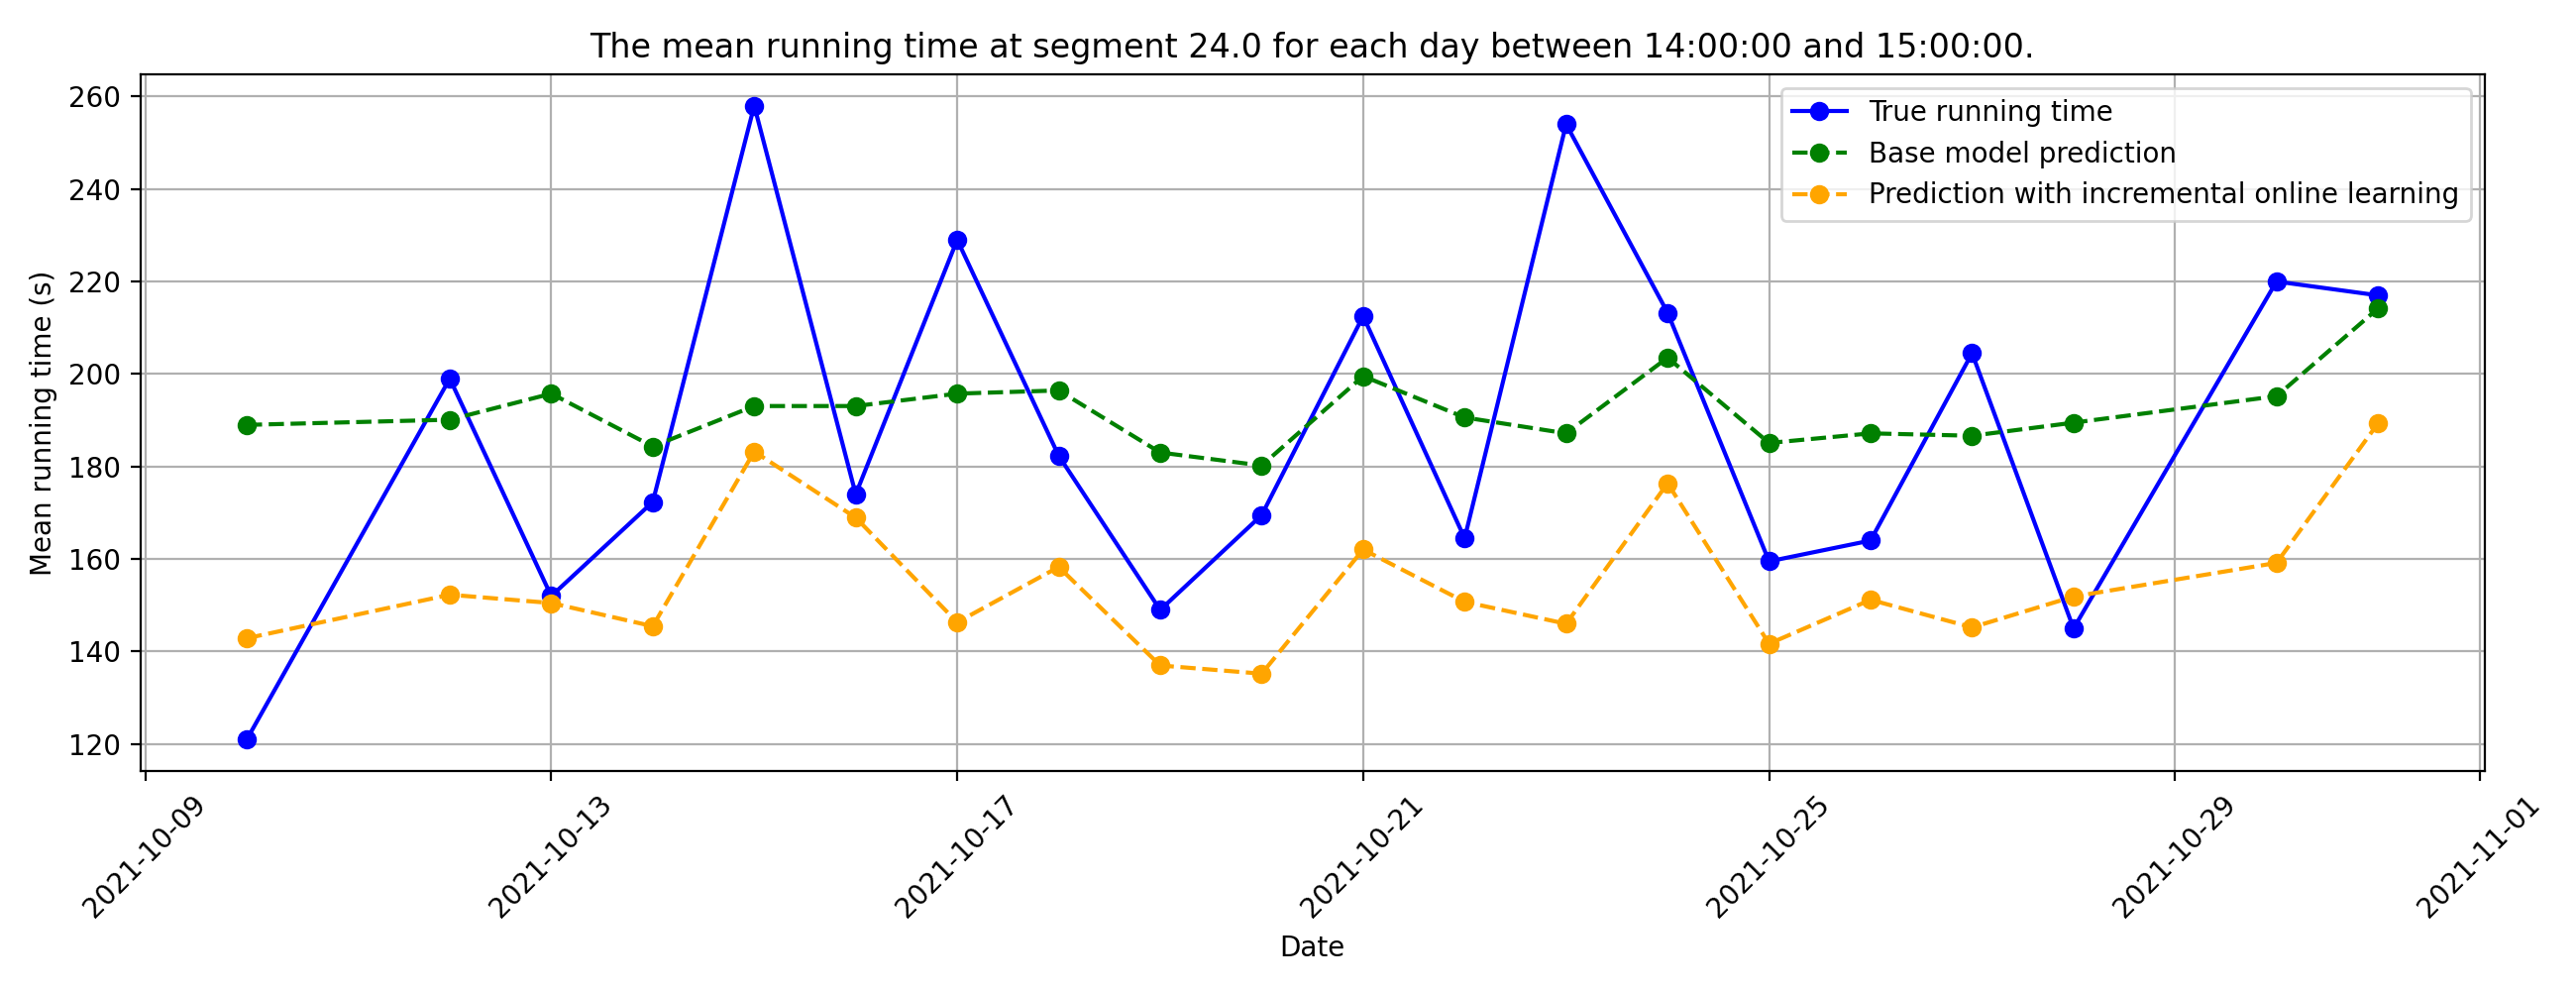 The mean running time at segment 24.0 for each day between 14:00:00 and 15:00:00.
True running time
Base model prediction
Prediction with incremental online learning
Mean running time (s)
260
240
220
200
180
160
140
120
2021-10-09
2021-10-13
2021-10-17
2021-10-21
2021-10-25
2021-10-29
2021-11-01
Date